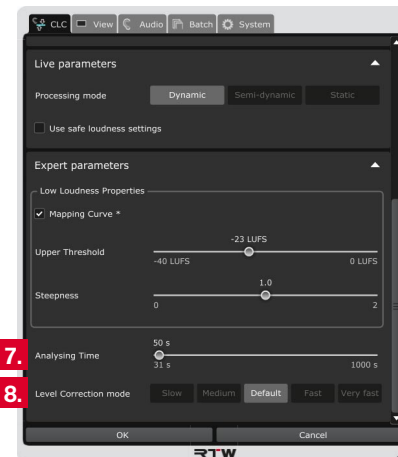 CLC View Audio Batch System
Live parameters
Processing mode Dynamic Semi-dynamic Static
Use safe loudness settings
Expert parameters
Low Loudness Properties
Mapping Curve *
-23 LUFS
Upper Threshold
-40 LUFS 0 LUFS
1.0
Steepness
0 2
50 s
7. Analysing Time
31 s 1000 s
8. Level Correction mode Slow Medium Default Fast Very fast
OK Cancel
RTW